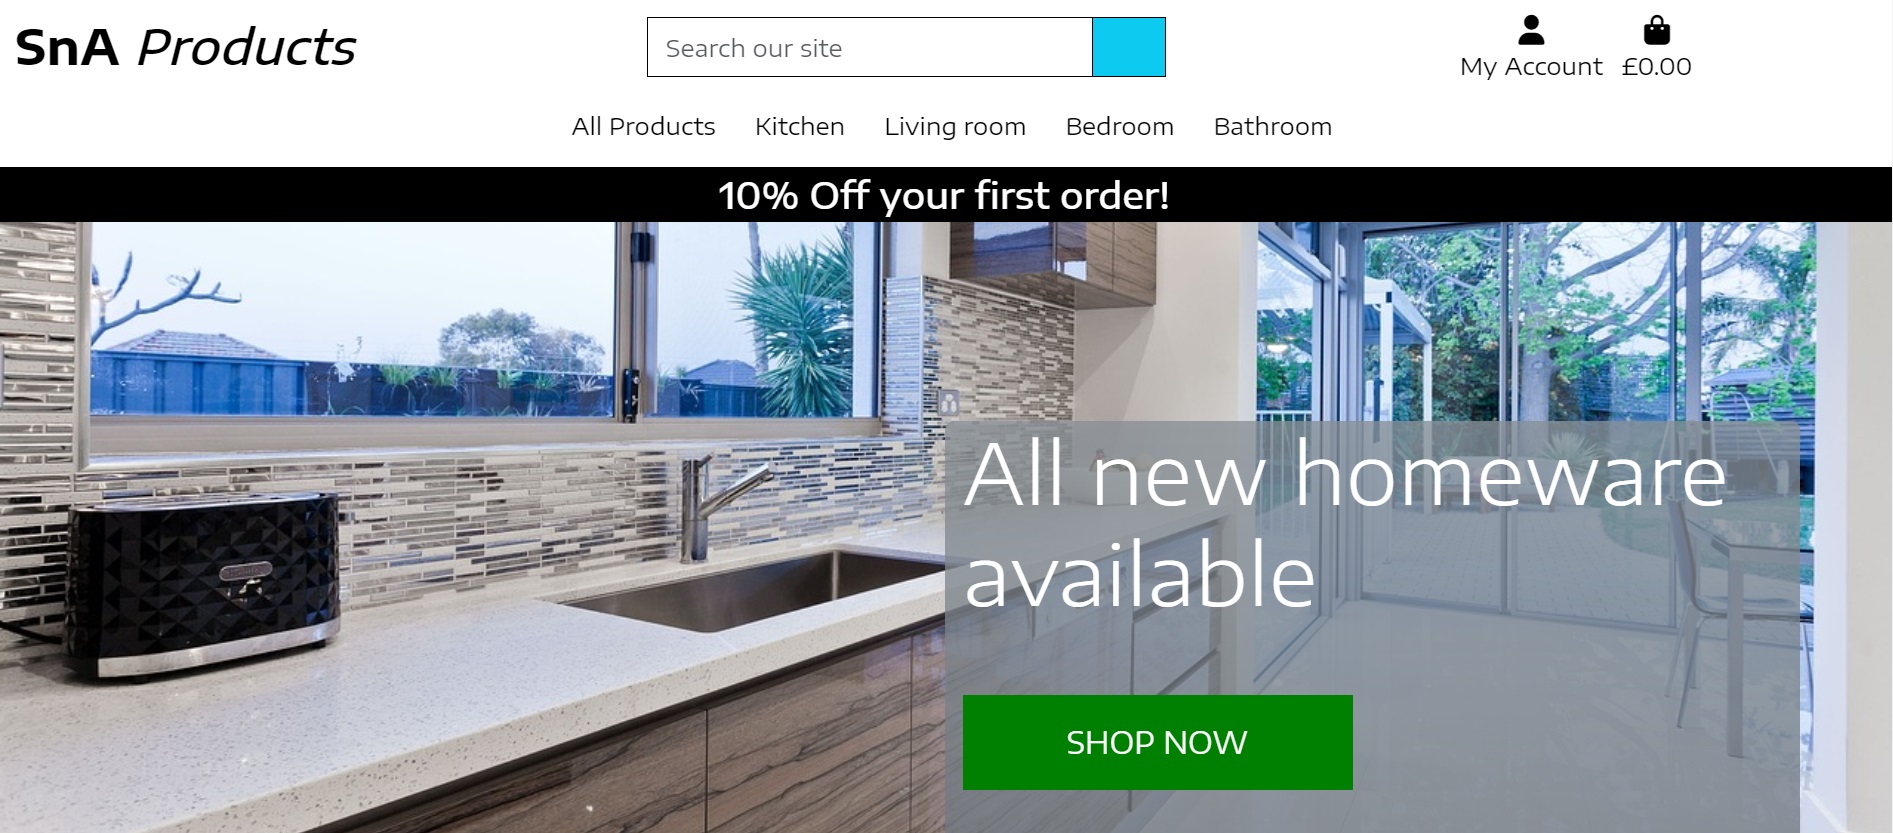 SnA Products
Search our site
My Account £0.00
All Products Kitchen Living room Bedroom Bathroom
10% Off your first order!
All new homeware
available
SHOP NOW